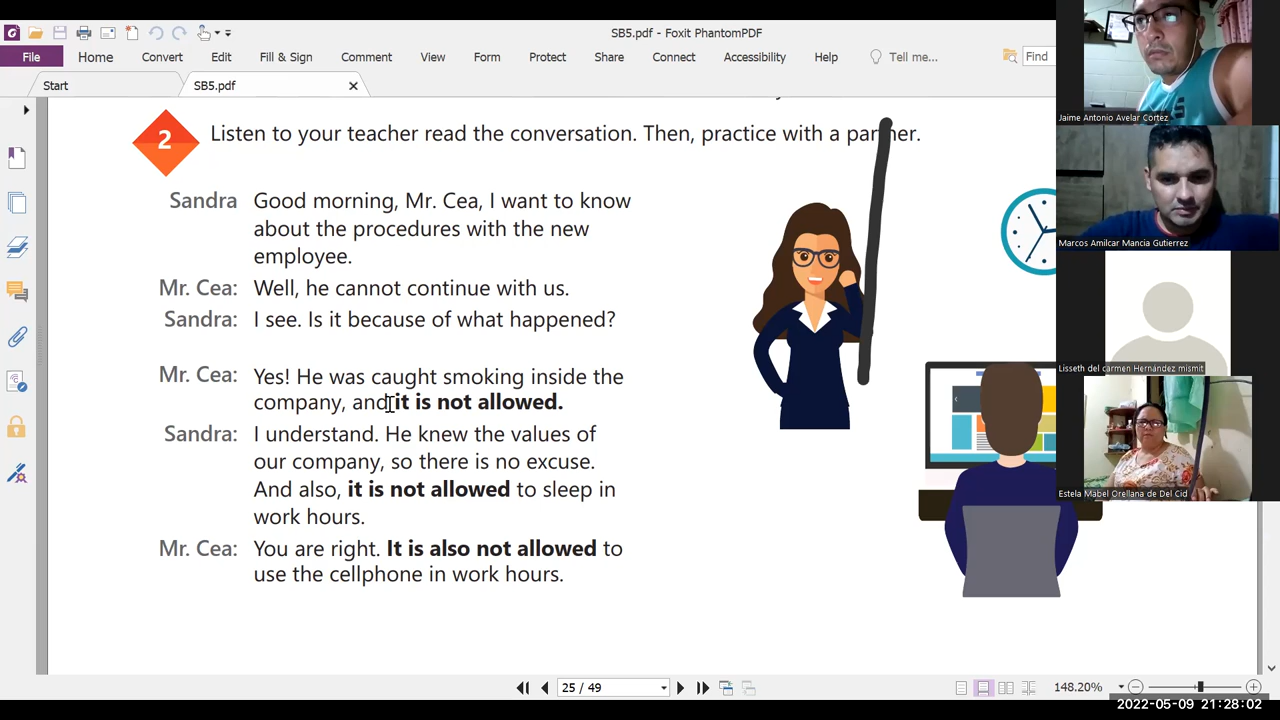 SB5.pdf - Foxit PhantomPDF
File Home Convert Edit Fill & Sign Comment View Form Protect Share Connect Accessibility Help Tell me... Find
Start SB5.pdf
2 Listen to your teacher read the conversation. Then, practice with a partner.
Sandra Good morning, Mr. Cea, I want to know
about the procedures with the new
employee.
Mr. Cea: Well, he cannot continue with us.
Sandra: I see. Is it because of what happened?
Mr. Cea: Yes! He was caught smoking inside the
company, and it is not allowed.
Sandra: I understand. He knew the values of
our company, so there is no excuse.
And also, it is not allowed to sleep in
work hours.
Mr. Cea: You are right. It is also not allowed to
use the cellphone in work hours.
Jaime Antonio Avelar Cortez
Marcos Amilcar Mancia Gutierrez
Lisseth del carmen Hernández mismit
Estela Mabel Orellana de Del Cid
25 / 49
148.20%
2022-05-09 21:28:02